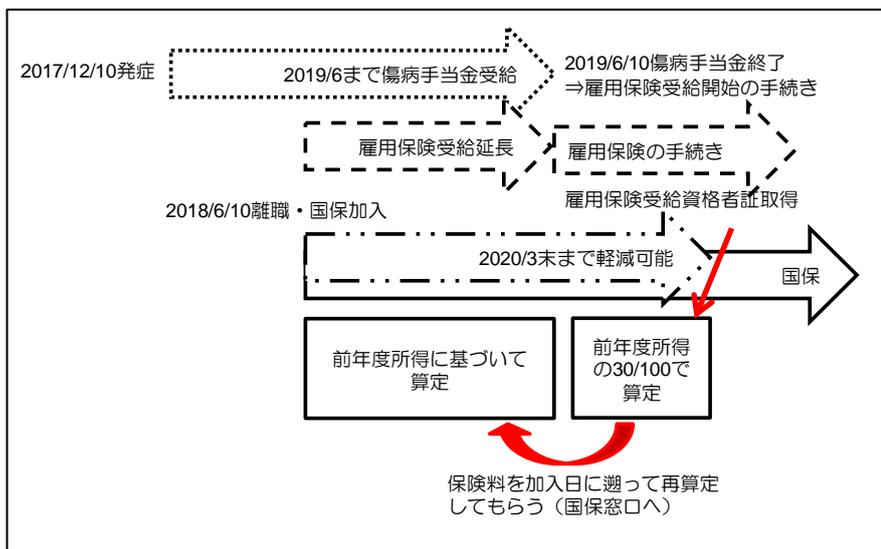 2017/12/10発症
2019/6まで傷病手当金受給
2019/6/10傷病手当金終了
⇒雇用保険受給開始の手続き
雇用保険受給延長
雇用保険の手続き
雇用保険受給資格者証取得
2018/6/10離職・国保加入
2020/3末まで軽減可能
国保
前年度所得に基づいて
算定
前年度所得
の30/100で
算定
保険料を加入日に遡って再算定
してもらう（国保窓口へ）